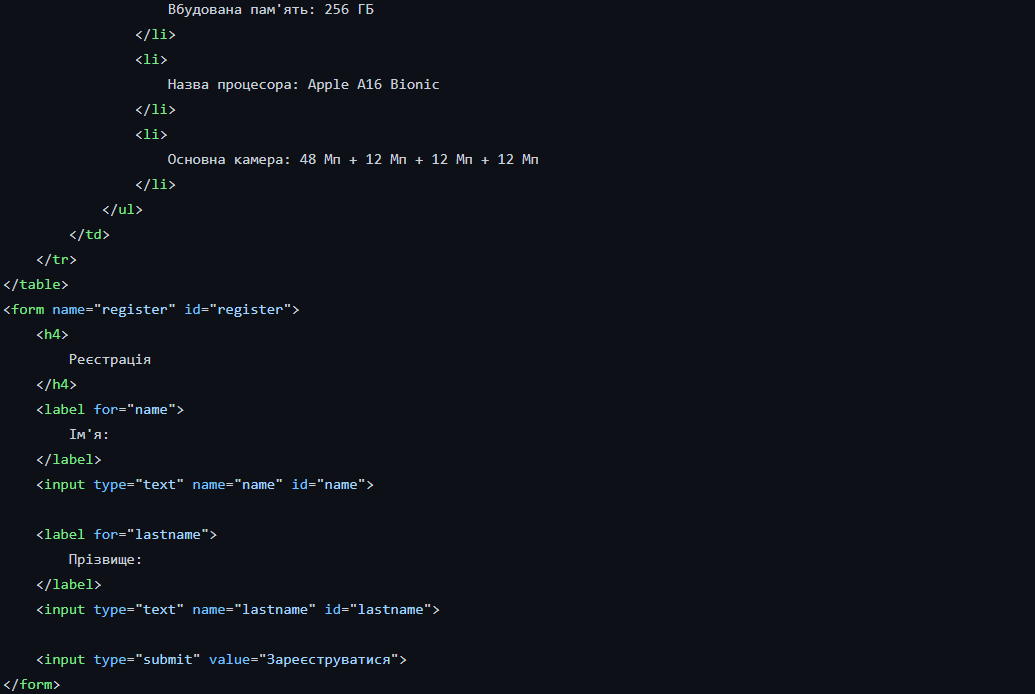 Вбудована пам'ять: 256 ГБ
</li>
<li>
Назва процесора: Apple A16 Bionic
</li>
<li>
Основна камера: 48 Мп + 12 Мп + 12 Мп + 12 Мп
</li>
</ul>
</td>
</tr>
</table>
<form name="register" id="register">
<h4>
Реєстрація
</h4>
<label for="name">
Ім'я:
</label>
<input type="text" name="name" id="name">
<label for="lastname">
Прізвище:
</label>
<input type="text" name="lastname" id="lastname">
<input type="submit" value="Зареєструватися">
</form>